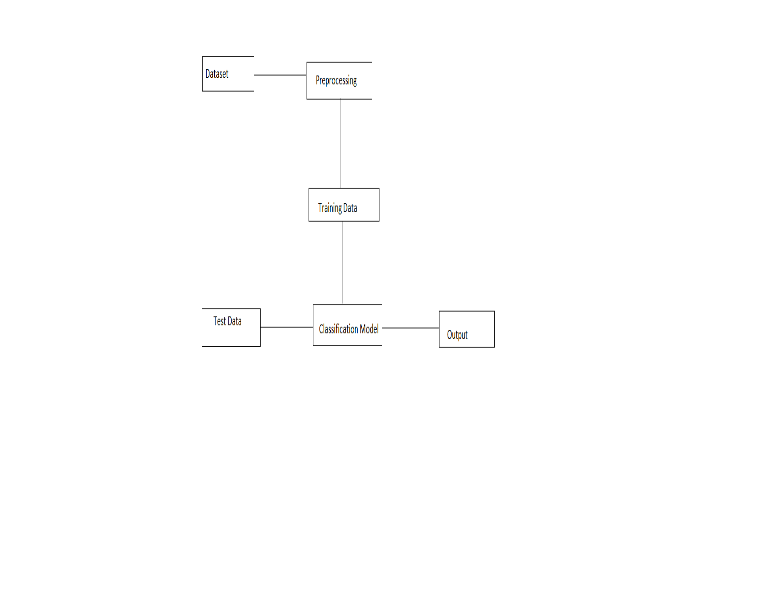 Dataset
Preprocessing
Training Data
Test Data
Classification Model
Output